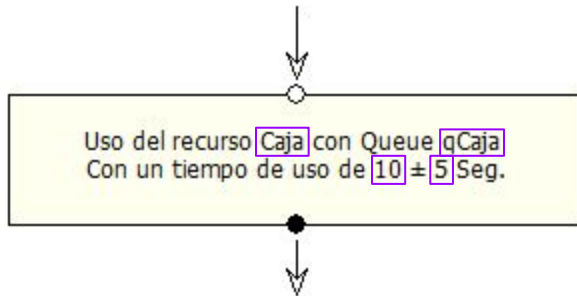 Uso del recurso Caja con Queue qCaja
Con un tiempo de uso de 10 ± 5 Seg.